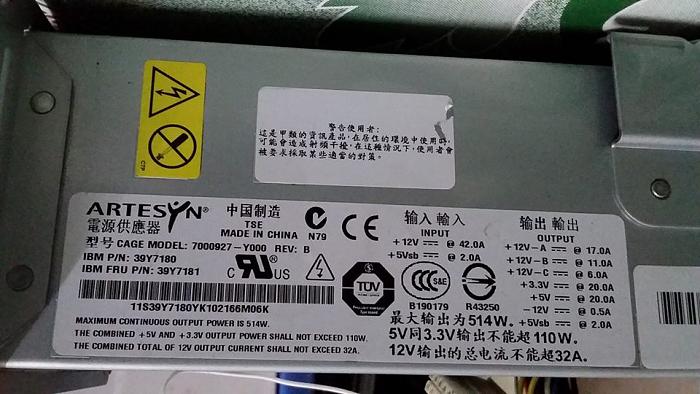 警告使用者:
這是甲類的資訊產品,在居住的環境中使用時,
可能會造成射頻干擾,在這種情況下,使用者會
被要求採取某些適當的對策。
CT9
ARTESYN®
電源供應器
中国制造
TSE
MADE IN CHINA
N79
CE
型号 CAGE MODEL: 7000927-Y000 REV: B
IBM P/N: 39Y7180
IBM FRU P/N: 39Y7181
c RU US
11S39Y7180YK102166M06K
MAXIMUM CONTINUOUS OUTPUT POWER IS 514W.
THE COMBINED +5V AND +3.3V OUTPUT POWER SHALL NOT EXCEED 110W.
THE COMBINED TOTAL OF 12V OUTPUT CURRENT SHALL NOT EXCEED 32A.
TÜV
输入 輸入
INPUT
+12V @ 42.0A
+5Vsb @ 2.0A
CCC S&E
B190179
R43250
输出 輸出
OUTPUT
+12V-A @ 17.0A
+12V-B @ 11.0A
+12V-C @ 6.0A
+3.3V @ 20.0A
+5V @ 20.0A
-12V @ 0.5A
+5Vsb @ 2.0A
最大输出为514W.
5V同3.3V输出不能超110W.
12V输出的总电流不能超32A.